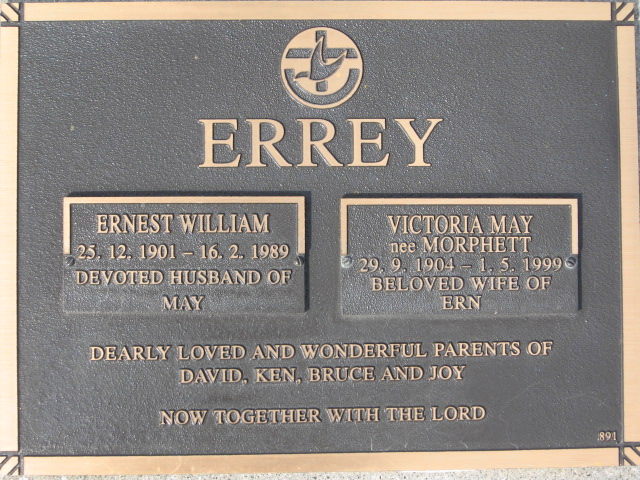 ERREY
ERNEST WILLIAM
25. 12. 1901 – 16. 2. 1989
DEVOTED HUSBAND OF
MAY
VICTORIA MAY
nee MORPHETT
29. 9. 1904 – 1. 5. 1999
BELOVED WIFE OF
ERN
DEARLY LOVED AND WONDERFUL PARENTS OF
DAVID, KEN, BRUCE AND JOY
NOW TOGETHER WITH THE LORD
:891